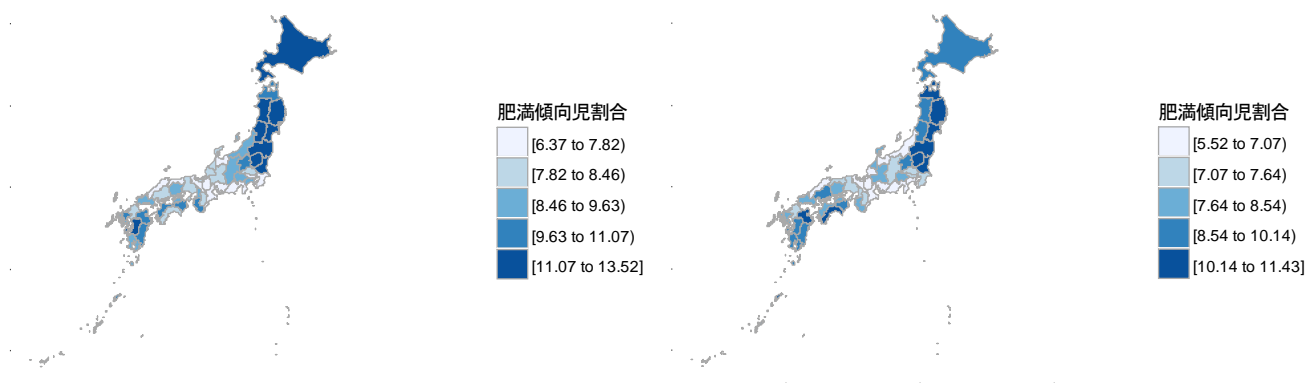 肥満傾向児割合
[6.37 to 7.82)
[7.82 to 8.46)
[8.46 to 9.63)
[9.63 to 11.07)
[11.07 to 13.52]
肥満傾向児割合
[5.52 to 7.07)
[7.07 to 7.64)
[7.64 to 8.54)
[8.54 to 10.14)
[10.14 to 11.43]